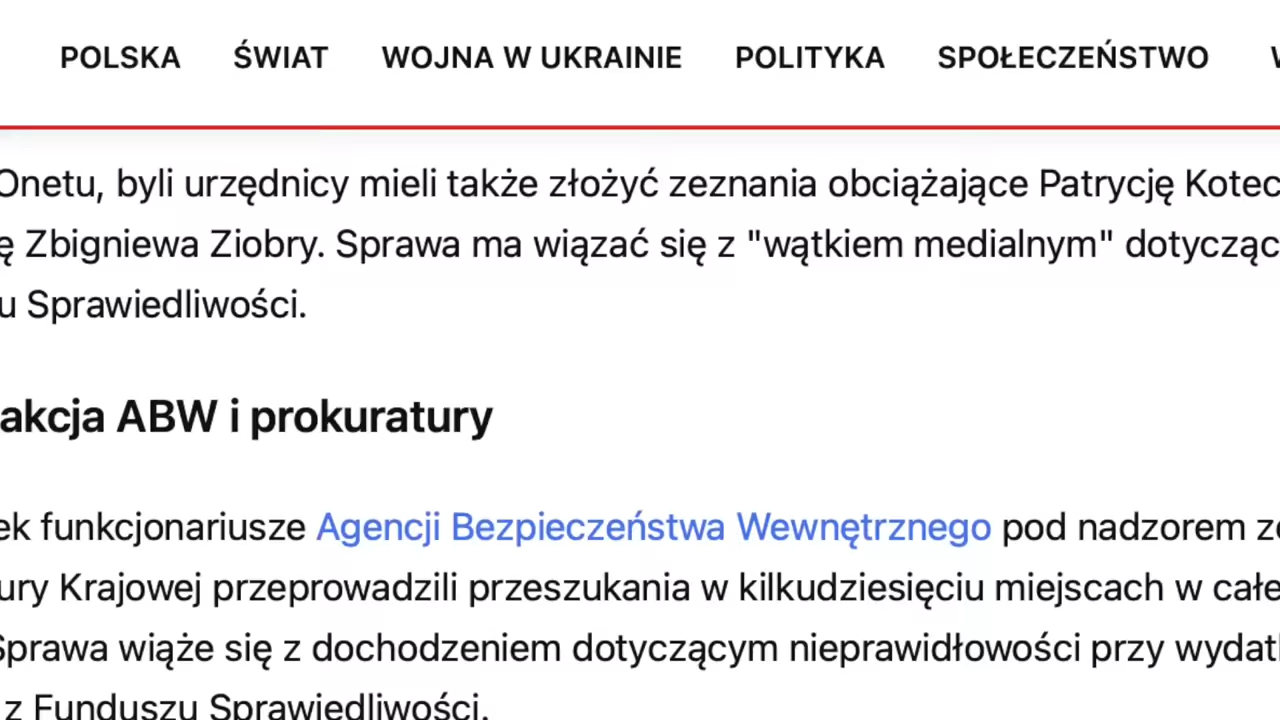 POLSKA ŚWIAT WOJNA W UKRAINIE POLITYKA SPOŁECZEŃSTWO
Onetu, byli urzędnicy mieli także złożyć zeznania obciążające Patrycję Kotec
ę Zbigniewa Ziobry. Sprawa ma wiązać się z "wątkiem medialnym" dotycząc
u Sprawiedliwości.
akcja ABW i prokuratury
ek funkcjonariusze Agencji Bezpieczeństwa Wewnętrznego pod nadzorem ze
ury Krajowej przeprowadzili przeszukania w kilkudziesięciu miejscach w całe
Sprawa wiąże się z dochodzeniem dotyczącym nieprawidłowości przy wydat
z Funduszu Sprawiedliwości.